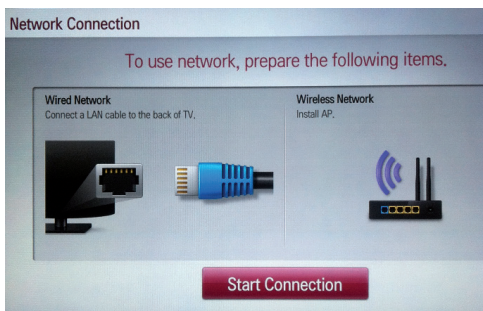 Network Connection
To use network, prepare the following items.
Wired Network
Connect a LAN cable to the back of TV.
Wireless Network
Install AP.
Start Connection